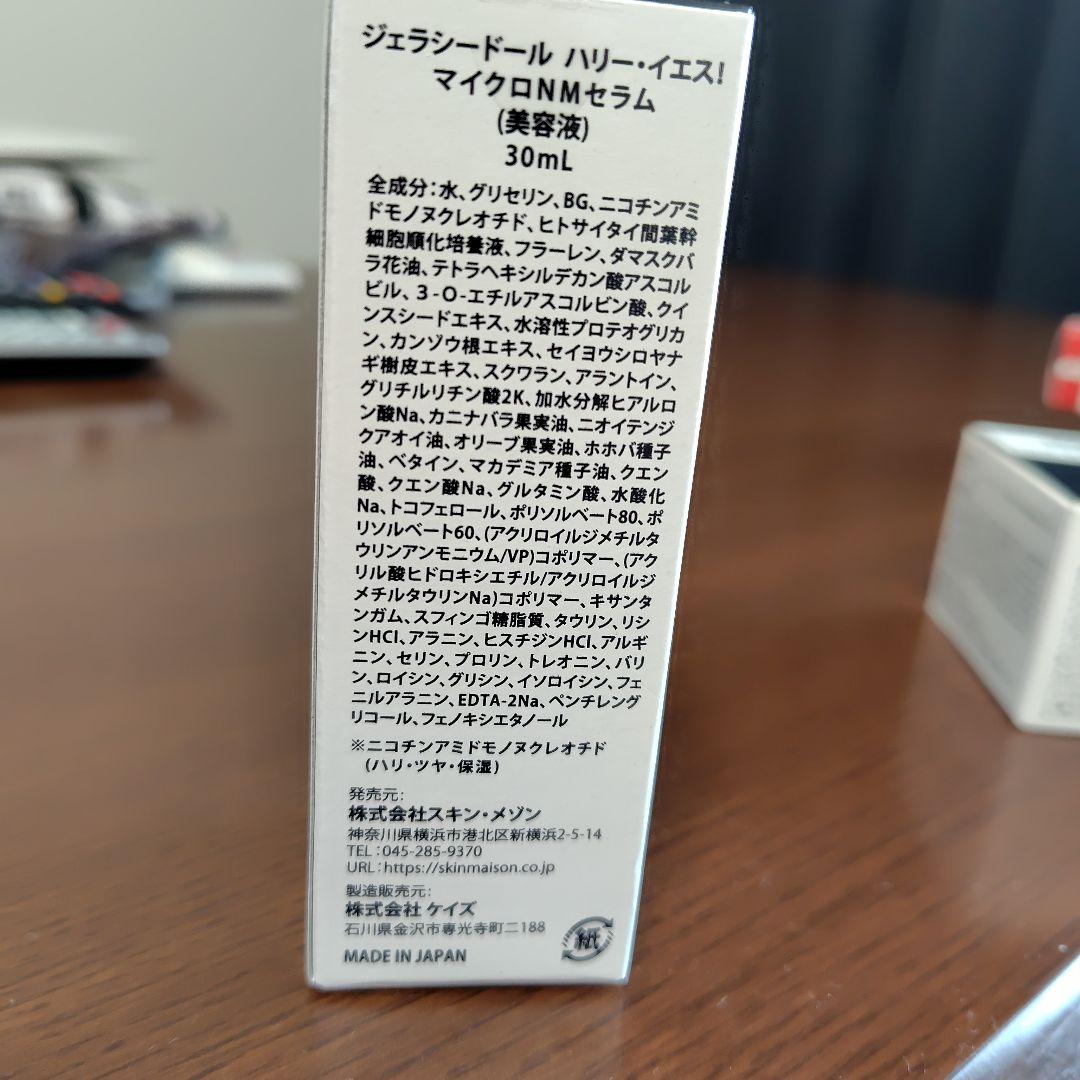 ジェラシードール ハリー・イエス!
マイクロNMセラム
(美容液)
30mL
全成分:水、グリセリン、BG、ニコチンアミ
ドモノヌクレオチド、ヒトサイタイ間葉幹
細胞順化培養液、フラーレン、ダマスクバ
ラ花油、テトラヘキシルデカン酸アスコル
ビル、3-O-エチルアスコルビン酸、クイ
ンスシードエキス、水溶性プロテオグリカ
ン、カンゾウ根エキス、セイヨウシロヤナ
ギ樹皮エキス、スクワラン、アラントイン、
グリチルリチン酸2K、加水分解ヒアルロ
ン酸Na、カニナバラ果実油、ニオイテンジ
クアオイ油、オリーブ果実油、ホホバ種子
油、ベタイン、マカデミア種子油、クエン
酸、クエン酸Na、グルタミン酸、水酸化
Na、トコフェロール、ポリソルベート80、ポ
リソルベート60、(アクリロイルジメチルタ
ウリンアンモニウム/VP)コポリマー、(アク
リル酸ヒドロキシエチル/アクリロイルジ
メチルタウリンNa)コポリマー、キサンタ
ンガム、スフィンゴ糖脂質、タウリン、リシ
ンHCl、アラニン、ヒスチジンHCl、アルギ
ニン、セリン、プロリン、トレオニン、バリ
ン、ロイシン、グリシン、イソロイシン、フェ
ニルアラニン、EDTA-2Na、ペンチレング
リコール、フェノキシエタノール
※ニコチンアミドモノヌクレオチド
(ハリ・ツヤ・保湿)
発売元:
株式会社スキン・メゾン
神奈川県横浜市港北区新横浜2-5-14
TEL:045-285-9370
URL:https://skinmaison.co.jp
製造販売元:
株式会社 ケイズ
石川県金沢市専光寺町ニ188
MADE IN JAPAN
紙